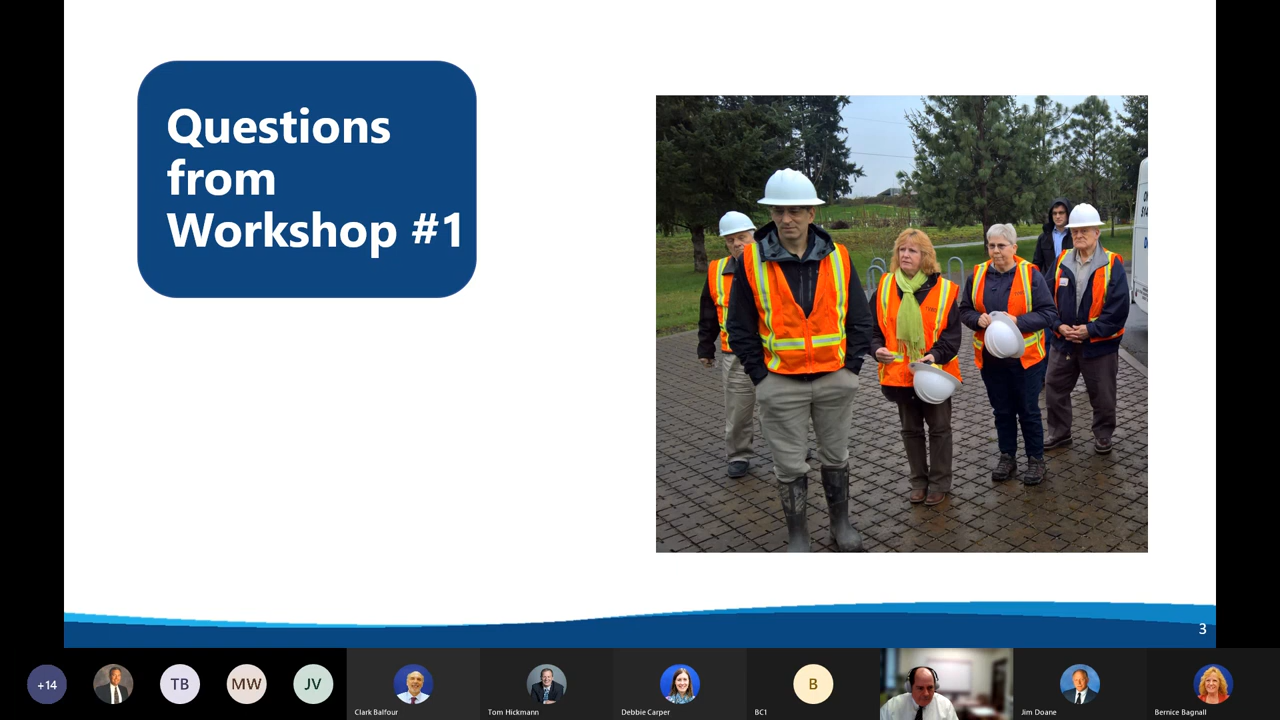 Questions
from
Workshop #1
3
+14
TB
MW
JV
Clark Balfour
Tom Hickmann
Debbie Carper
B
BC1
Jim Doane
Bernice Bagnall